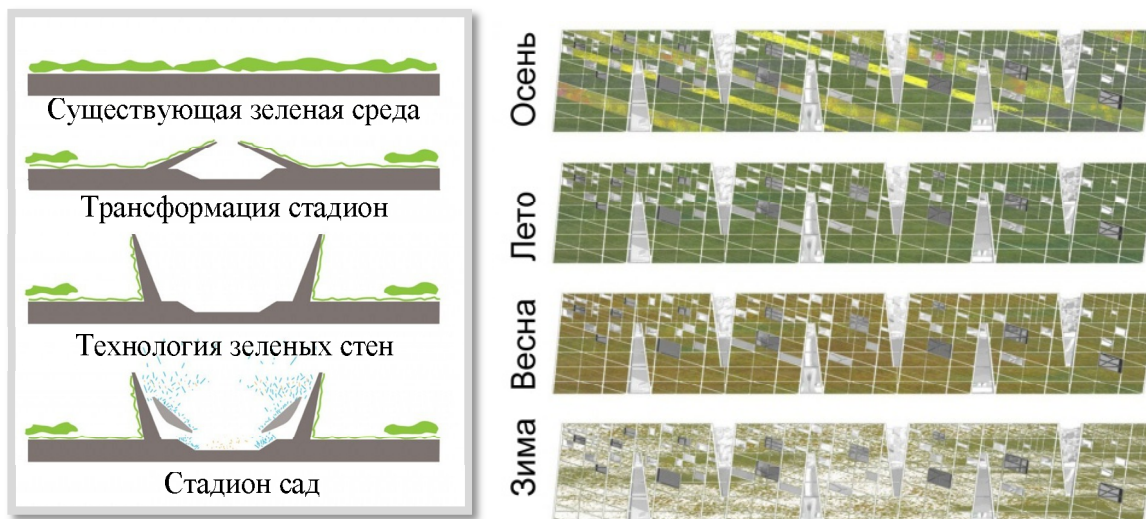 Существующая зеленая среда
Трансформация стадион
Технология зеленых стен
Стадион сад
Осень
Лето
Весна
Зима